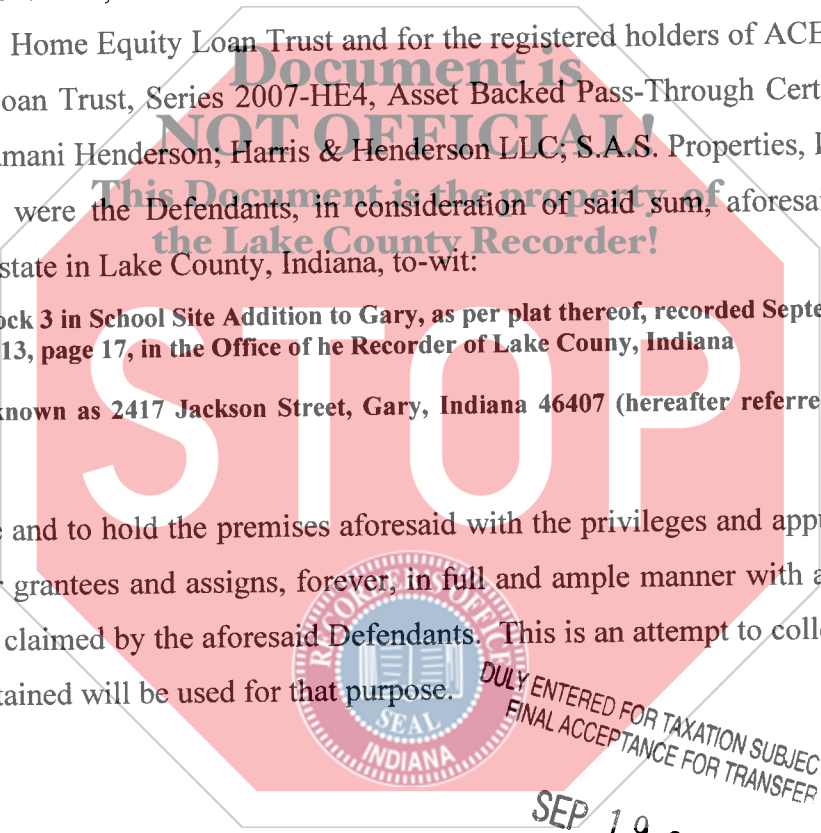 Home Equity Loan Trust and for the registered holders of ACE
oan Trust, Series 2007-HE4, Asset Backed Pass-Through Cert
Document is
NOT OFFICIAL!
amani Henderson; Harris & Henderson LLC; S.A.S. Properties, I
This Document is the property of
were the Defendants, in consideration of said sum, aforesai
the Lake County Recorder!
state in Lake County, Indiana, to-wit:
ock 3 in School Site Addition to Gary, as per plat thereof, recorded Septe
13, page 17, in the Office of he Recorder of Lake Couny, Indiana
known as 2417 Jackson Street, Gary, Indiana 46407 (hereafter referre
STOP
e and to hold the premises aforesaid with the privileges and appu
r grantees and assigns, forever, in full and ample manner with a
claimed by the aforesaid Defendants. This is an attempt to colle
tained will be used for that purpose.
RECORDER'S OFFICE
SEAL
INDIANA
DULY ENTERED FOR TAXATION SUBJEC
FINAL ACCEPTANCE FOR TRANSFER
SEP 19